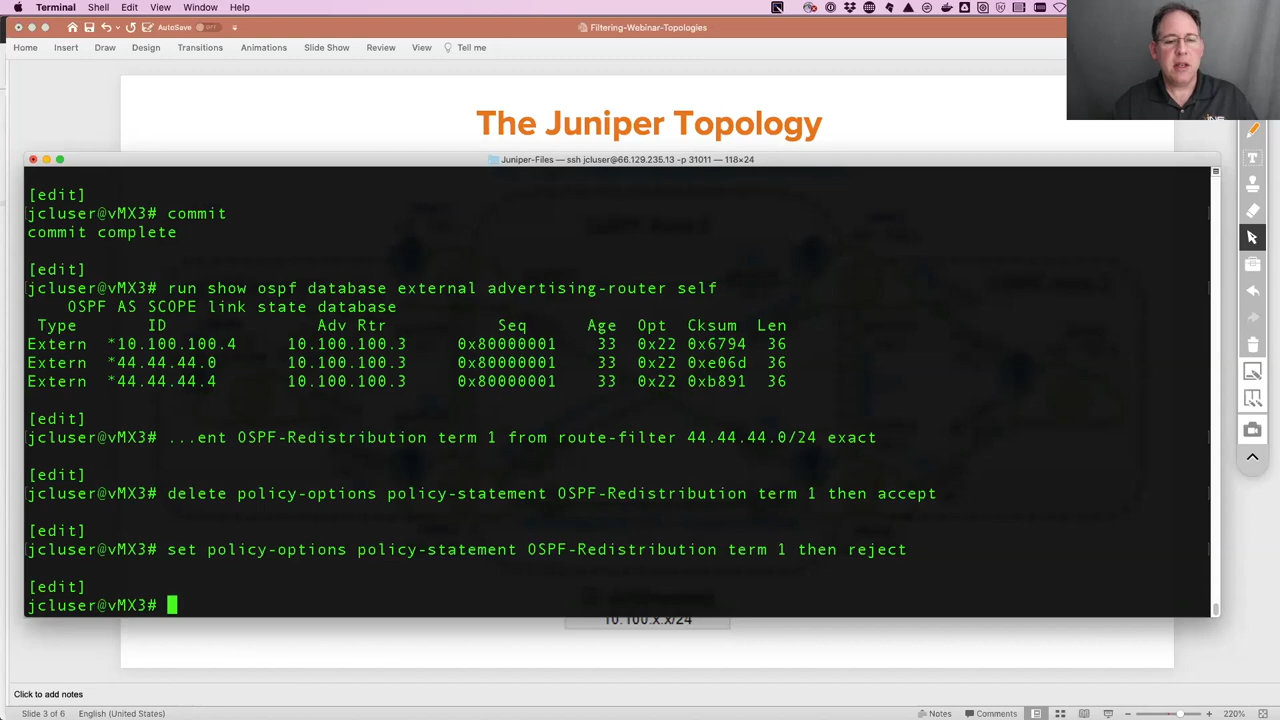 Terminal Shell Edit View Window Help
AutoSave OFF
Filtering-Webinar-Topologies
Home Insert Draw Design Transitions Animations Slide Show Review View Tell me
The Juniper Topology
Juniper-Files — ssh jcluser@66.129.235.13 -p 31011 — 118×24
[edit]
jcluser@vMX3# commit
commit complete
[edit]
jcluser@vMX3# run show ospf database external advertising-router self
OSPF AS SCOPE link state database
Type ID Adv Rtr Seq Age Opt Cksum Len
Extern *10.100.100.4 10.100.100.3 0x80000001 33 0x22 0x6794 36
Extern *44.44.44.0 10.100.100.3 0x80000001 33 0x22 0xe06d 36
Extern *44.44.44.4 10.100.100.3 0x80000001 33 0x22 0xb891 36
[edit]
jcluser@vMX3# ...ent OSPF-Redistribution term 1 from route-filter 44.44.44.0/24 exact
[edit]
jcluser@vMX3# delete policy-options policy-statement OSPF-Redistribution term 1 then accept
[edit]
jcluser@vMX3# set policy-options policy-statement OSPF-Redistribution term 1 then reject
[edit]
jcluser@vMX3#
10.100.x.x/24
Click to add notes
Slide 3 of 6 English (United States) Notes Comments 220%